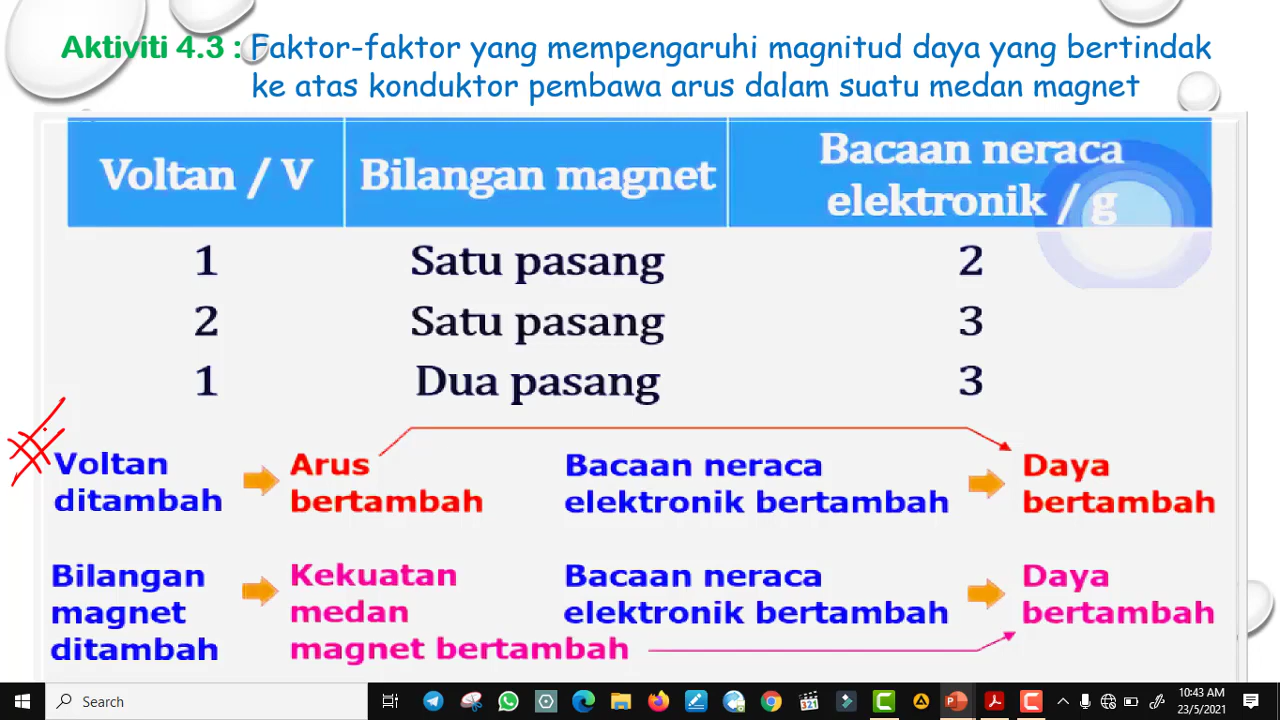 Aktiviti 4.3 : Faktor-faktor yang mempengaruhi magnitud daya yang bertindak
ke atas konduktor pembawa arus dalam suatu medan magnet
Voltan / V
Bilangan magnet
Bacaan neraca
elektronik / g
1 Satu pasang 2
2 Satu pasang 3
1 Dua pasang 3
Voltan
ditambah
Arus
bertambah
Bacaan neraca
elektronik bertambah
Daya
bertambah
Bilangan
magnet
ditambah
Kekuatan
medan
magnet bertambah
Bacaan neraca
elektronik bertambah
Daya
bertambah
Search
321
10:43 AM
23/5/2021